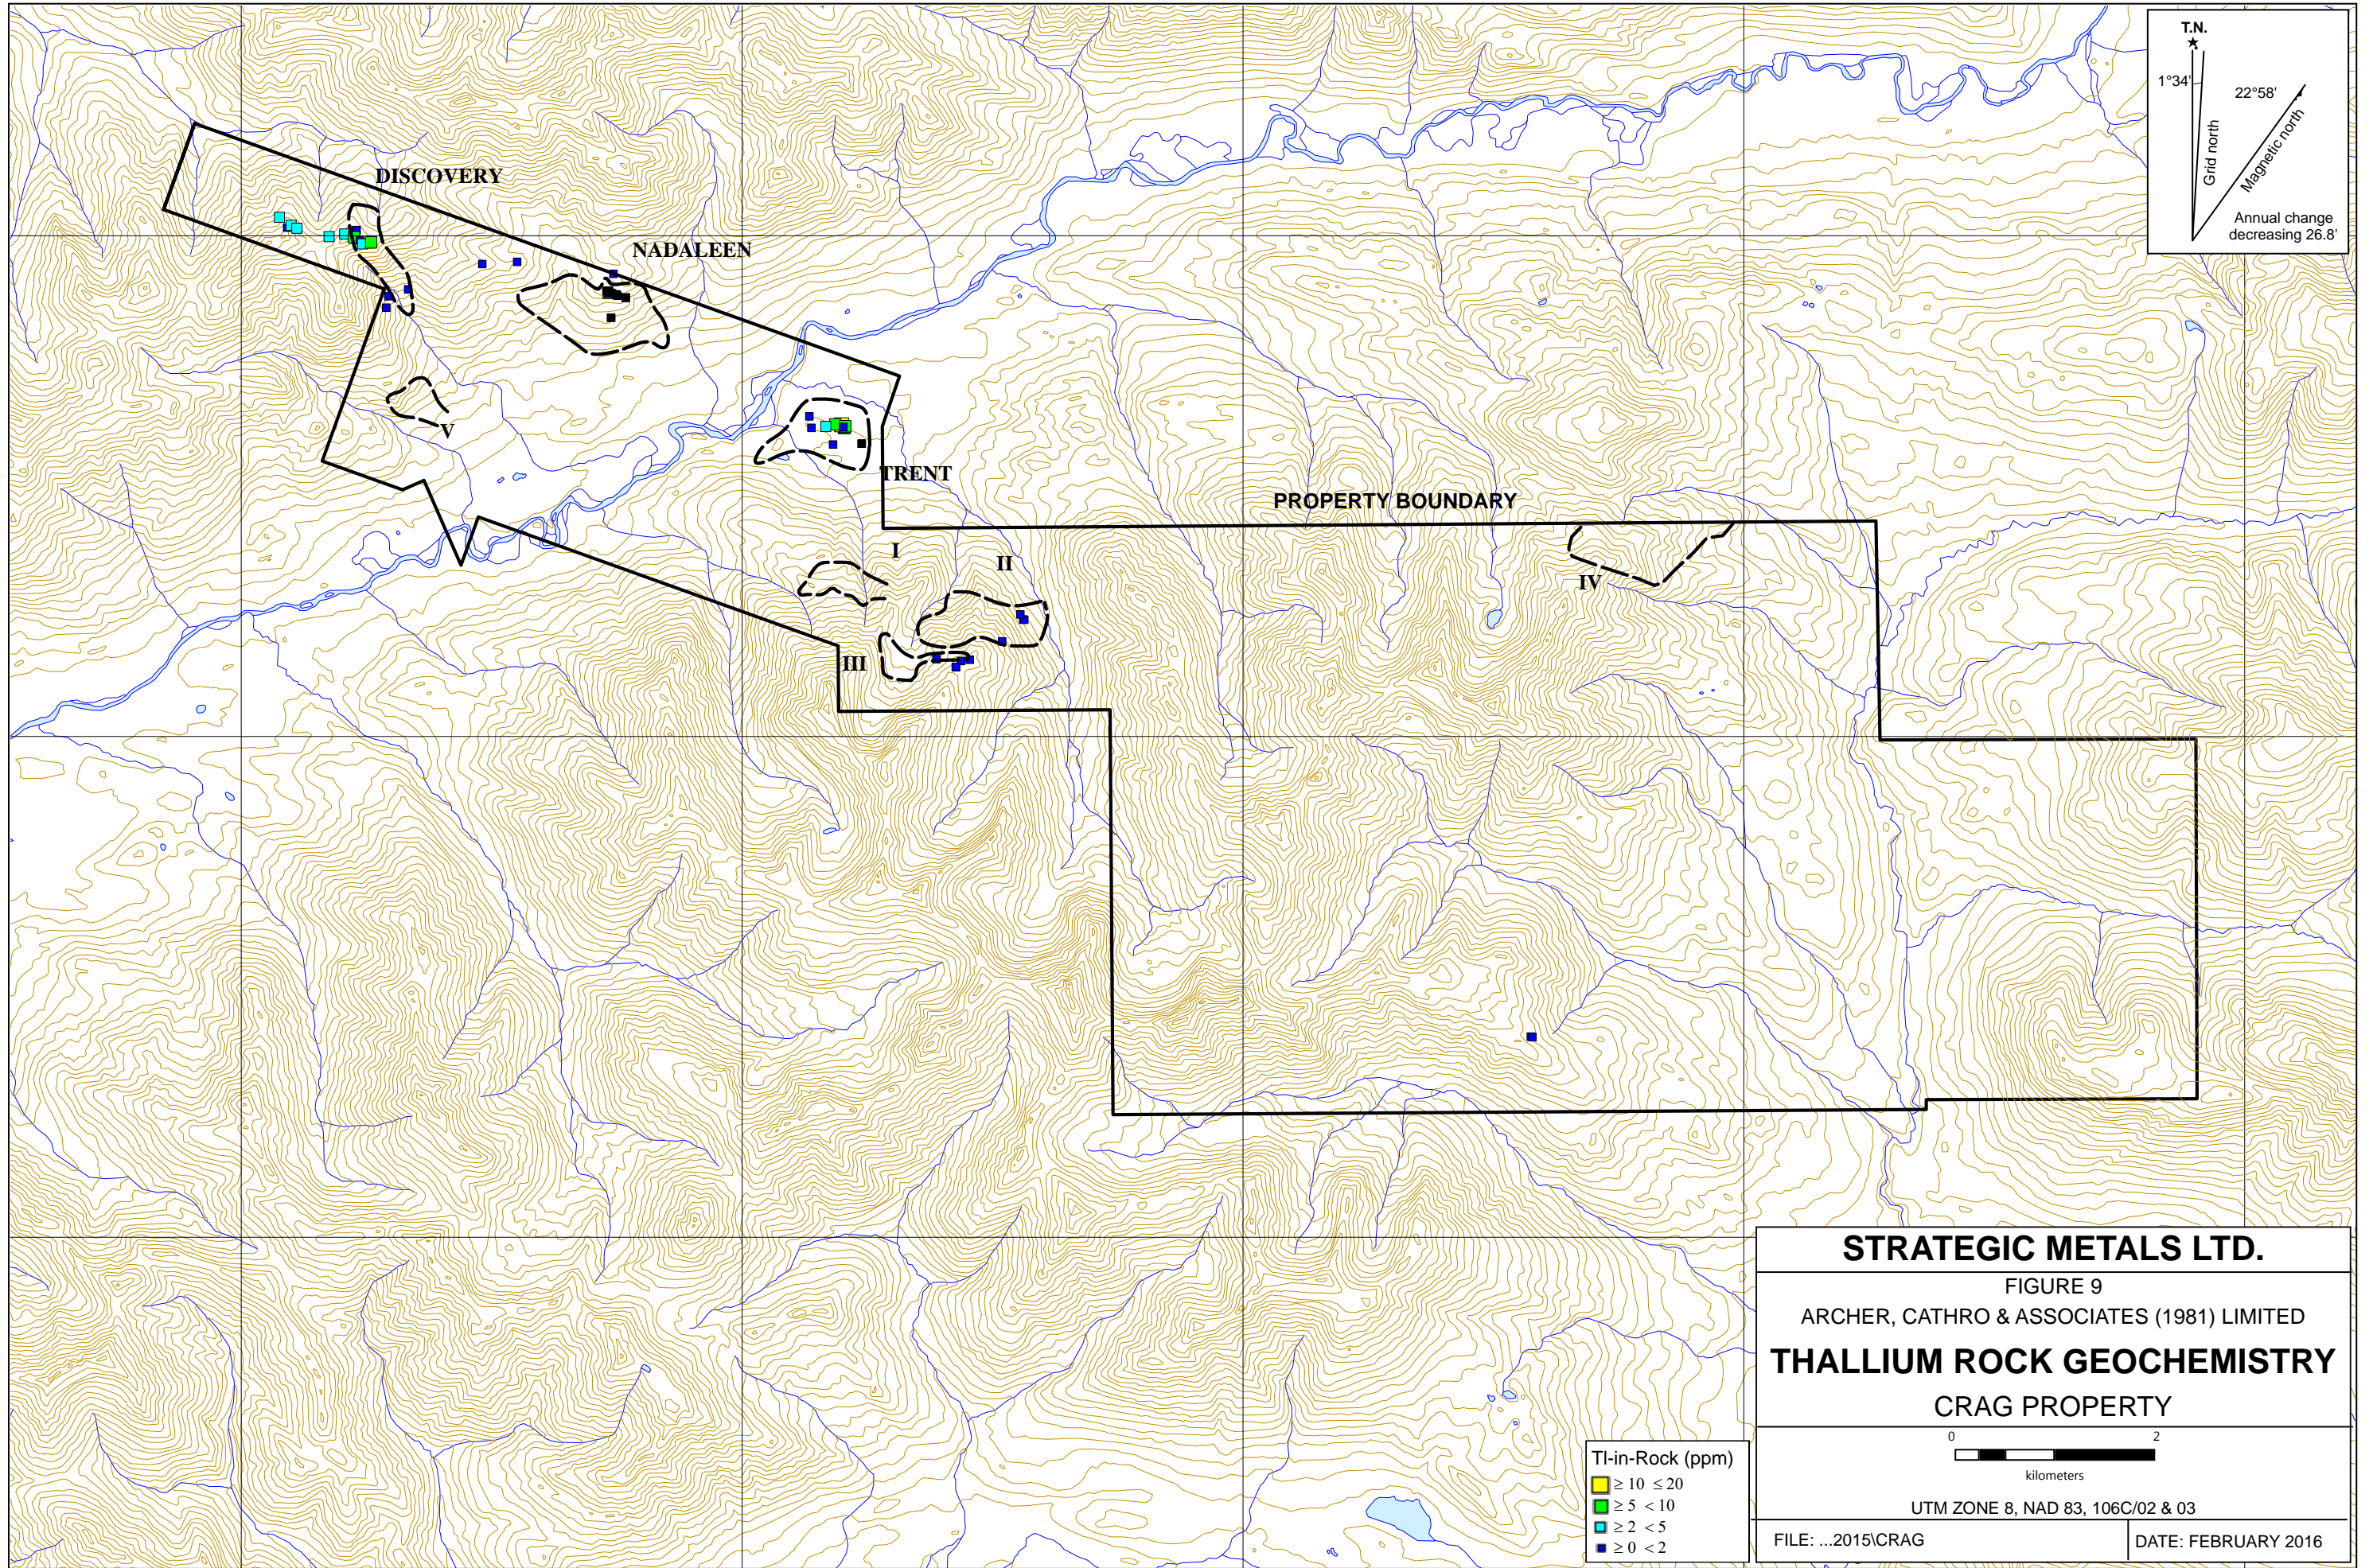 T.N.
1°34'
22°58'
Grid north
Magnetic north
Annual change
decreasing 26.8'
DISCOVERY
NADALEEN
V
TRENT
PROPERTY BOUNDARY
I
II
IV
III
STRATEGIC METALS LTD.
FIGURE 9
ARCHER, CATHRO & ASSOCIATES (1981) LIMITED
THALLIUM ROCK GEOCHEMISTRY
CRAG PROPERTY
0 2
kilometers
UTM ZONE 8, NAD 83, 106C/02 & 03
FILE: ...2015\CRAG
DATE: FEBRUARY 2016
Tl-in-Rock (ppm)
≥ 10 ≤ 20
≥ 5 < 10
≥ 2 < 5
≥ 0 < 2